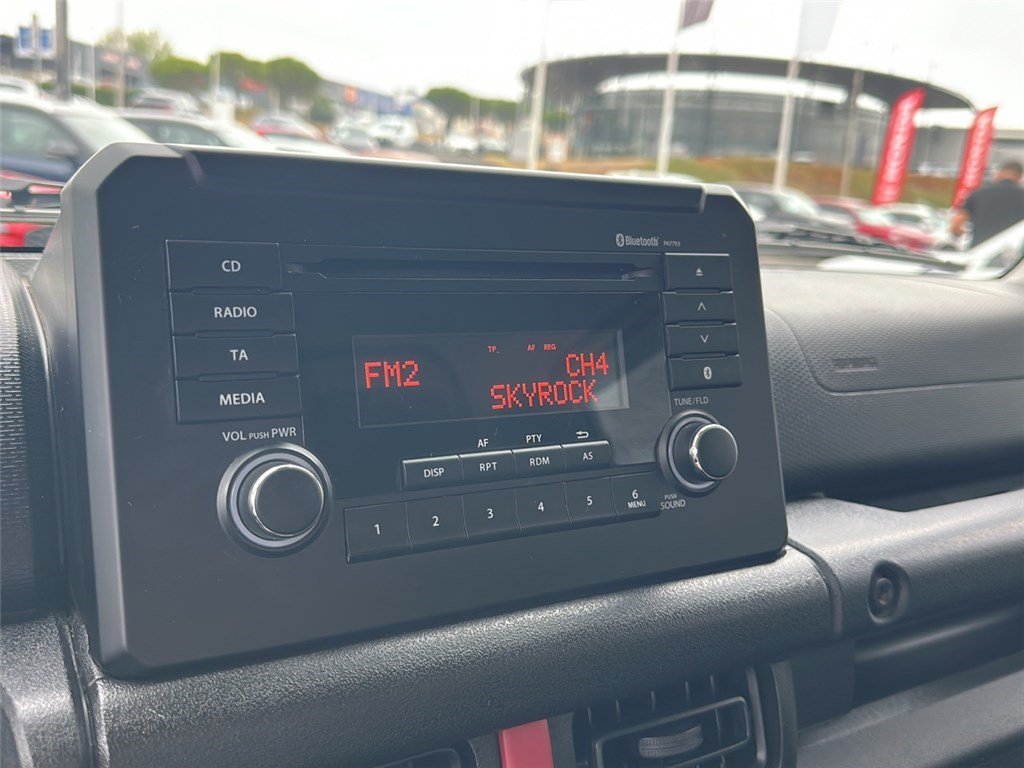 Bluetooth PA77R3
CD
RADIO
TA
MEDIA
TP AF REG
FM2 CH4
SKYROCK
VOL PUSH PWR
TUNE/FLD
AF PTY
DISP RPT RDM AS
1 2 3 4 5 6 MENU
PUSH SOUND